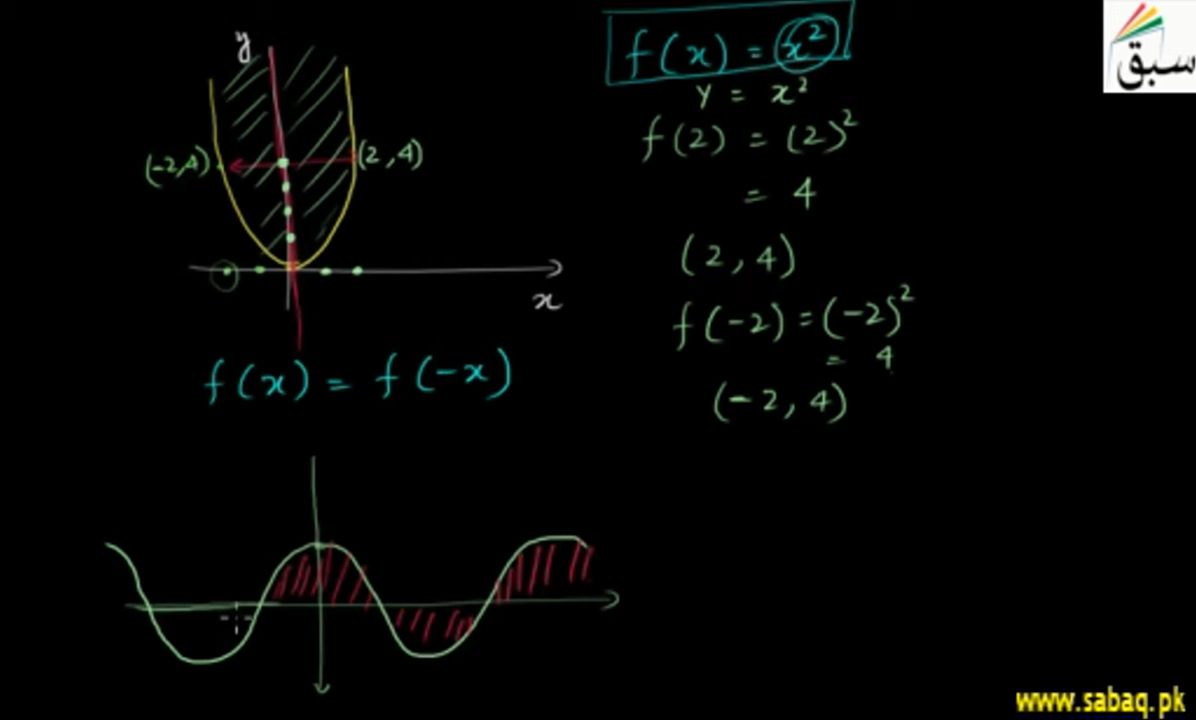 y
f(x) = x²
سبق
y = x²
f(2) = (2)²
(-2,4)
(2,4)
= 4
(2,4)
x
f(-2) = (-2)²
= 4
f(x) = f(-x)
(-2,4)
www.sabaq.pk